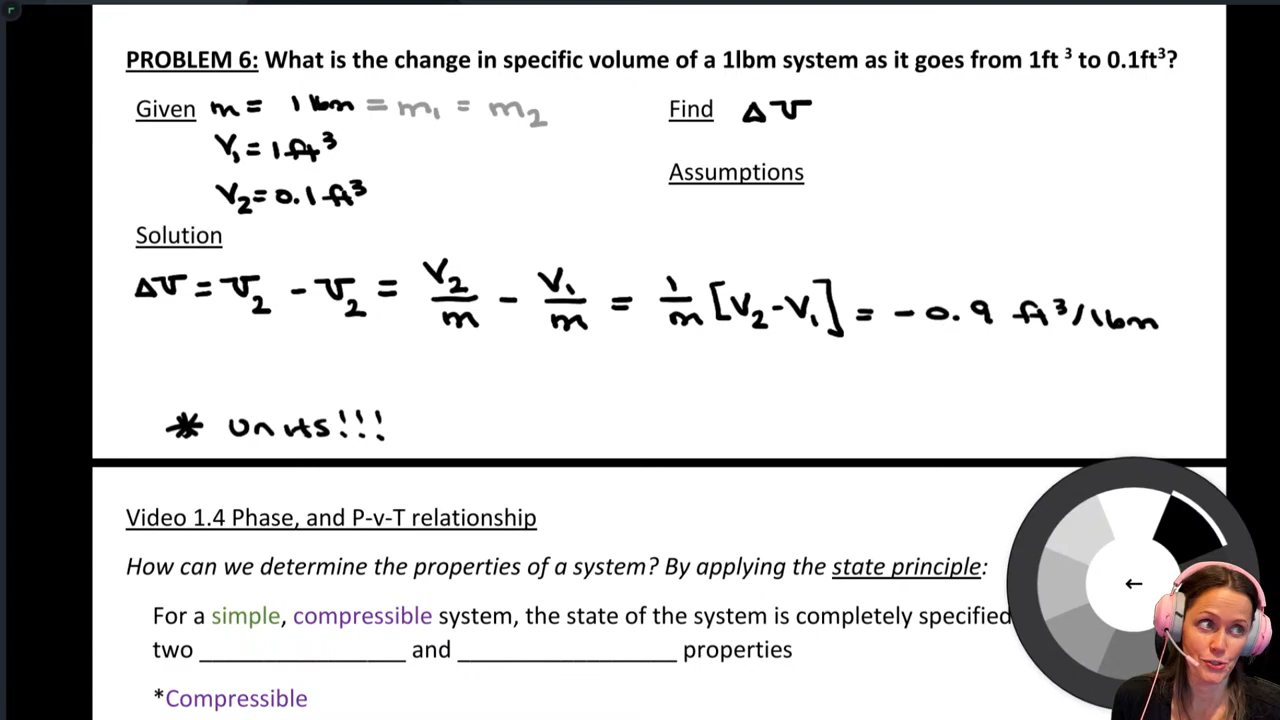 PROBLEM 6: What is the change in specific volume of a 1lbm system as it goes from 1ft ³ to 0.1ft³?
Given m = 1 lbm = m₁ = m₂
Find Δv
V₁ = 1 ft³
Assumptions
V₂ = 0.1 ft³
Solution
Δv = v₂ - v₂ = V₂/m - V₁/m = 1/m [V₂ - V₁] = -0.9 ft³/lbm
* units!!!
Video 1.4 Phase, and P-v-T relationship
How can we determine the properties of a system? By applying the state principle:
For a simple, compressible system, the state of the system is completely specified
two _________________ and __________________ properties
*Compressible